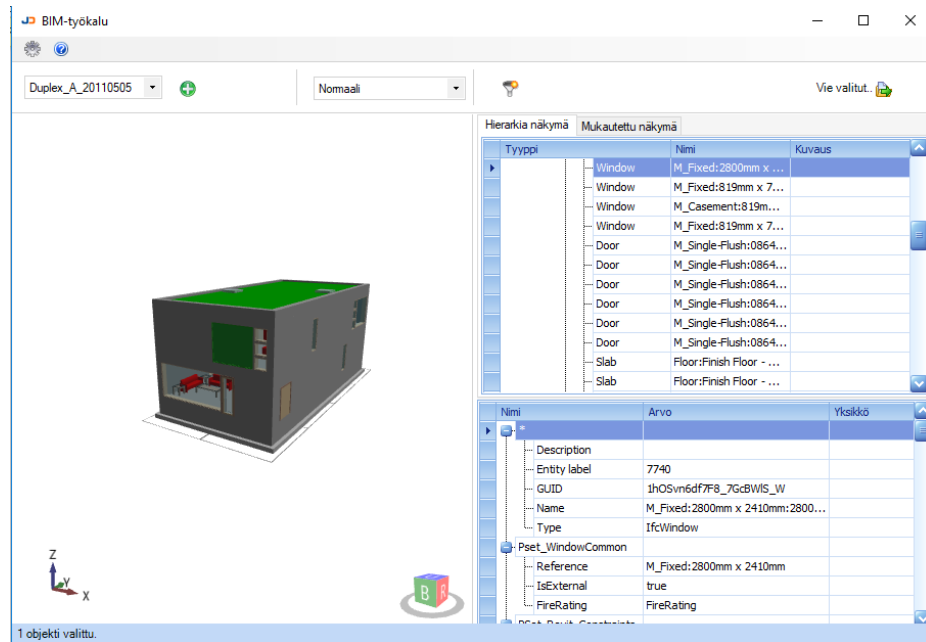 BIM-työkalu
Duplex_A_20110505
Normaali
Vie valitut..
Hierarkia näkymä Mukautettu näkymä
Tyyppi Nimi Kuvaus
Window M_Fixed:2800mm x ...
Window M_Fixed:819mm x 7...
Window M_Casement:819m...
Window M_Fixed:819mm x 7...
Door M_Single-Flush:0864...
Door M_Single-Flush:0864...
Door M_Single-Flush:0864...
Door M_Single-Flush:0864...
Door M_Single-Flush:0864...
Door M_Single-Flush:0864...
Slab Floor:Finish Floor - ...
Slab Floor:Finish Floor - ...
Nimi Arvo Yksikkö
*
Description
Entity label 7740
GUID 1hOSvn6df7F8_7GcBWlS_W
Name M_Fixed:2800mm x 2410mm:2800...
Type IfcWindow
Pset_WindowCommon
Reference M_Fixed:2800mm x 2410mm
IsExternal true
FireRating FireRating
PSet_Revit_Constraints
Z
Y
X
B R
1 objekti valittu.